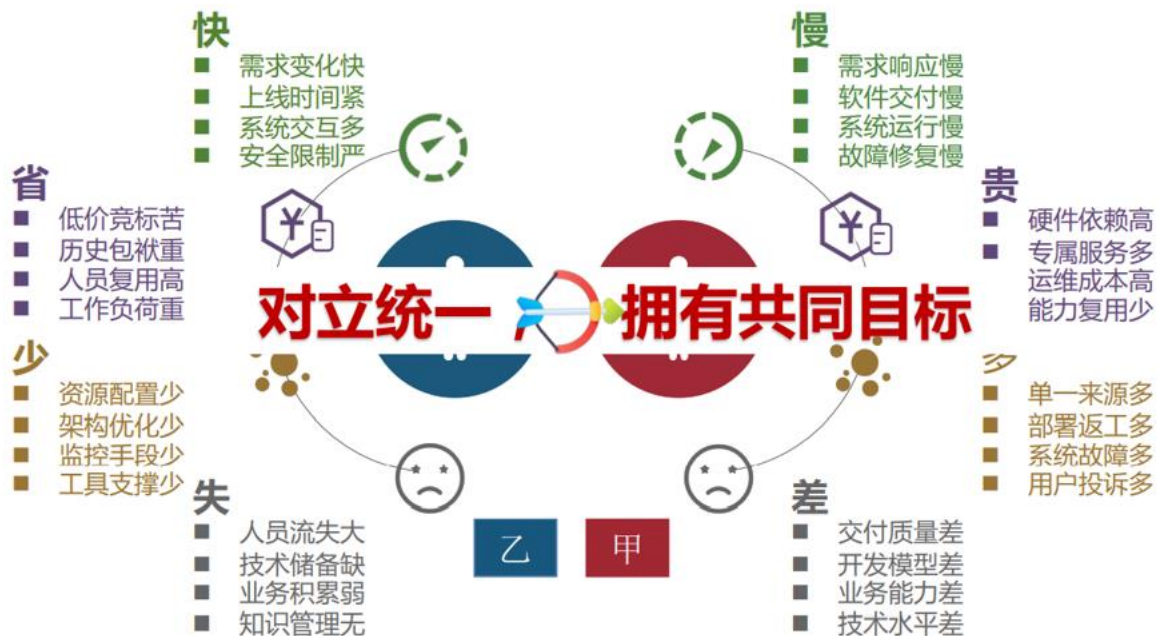 快
需求变化快
上线时间紧
系统交互多
安全限制严
慢
需求响应慢
软件交付慢
系统运行慢
故障修复慢
省
低价竞标苦
历史包袱重
人员复用高
工作负荷重
贵
硬件依赖高
专属服务多
运维成本高
能力复用少
¥
¥
对立统一
拥有共同目标
少
资源配置少
架构优化少
监控手段少
工具支撑少
多
单一来源多
部署返工多
系统故障多
用户投诉多
失
人员流失大
技术储备缺
业务积累弱
知识管理无
乙
甲
差
交付质量差
开发模型差
业务能力差
技术水平差